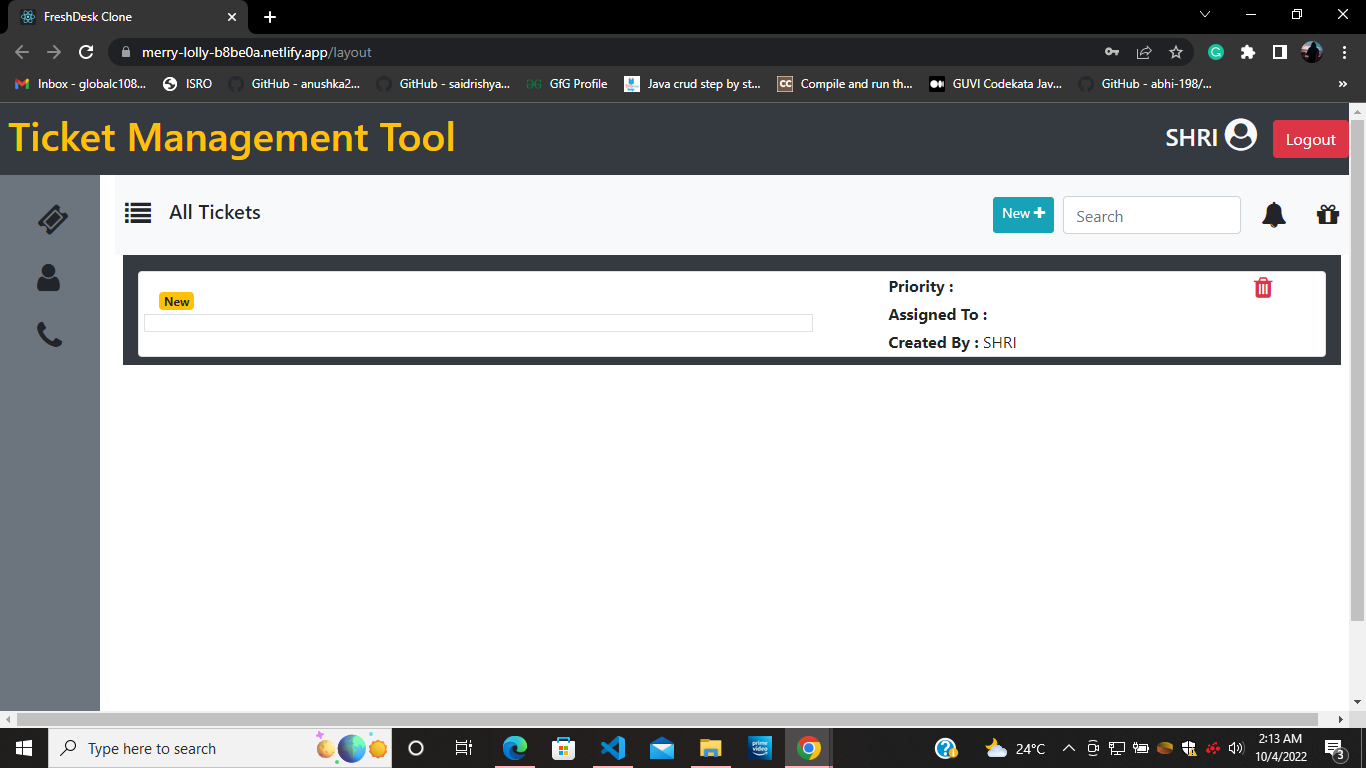 FreshDesk Clone
merry-lolly-b8be0a.netlify.app/layout
Inbox - globalc108... ISRO GitHub - anushka2... GitHub - saidrishya... GfG Profile Java crud step by st... CC Compile and run th... GUVI Codekata Jav... GitHub - abhi-198/... »
Ticket Management Tool SHRI Logout
All Tickets New Search
New
Priority :
Assigned To :
Created By : SHRI
Type here to search prime video 24°C 2:13 AM
10/4/2022 3